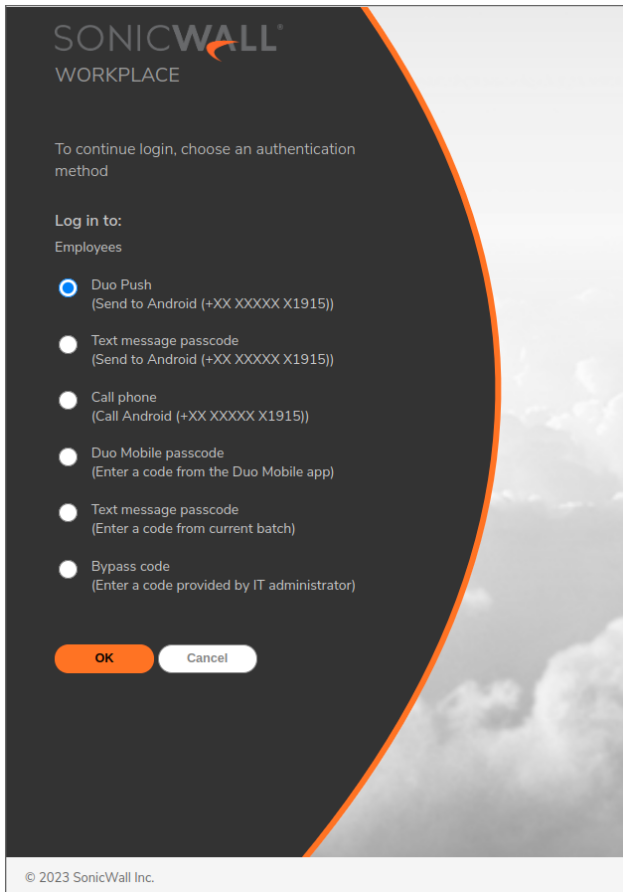 SONICWALL
WORKPLACE
To continue login, choose an authentication
method
Log in to:
Employees
Duo Push
(Send to Android (+XX XXXXX X1915))
Text message passcode
(Send to Android (+XX XXXXX X1915))
Call phone
(Call Android (+XX XXXXX X1915))
Duo Mobile passcode
(Enter a code from the Duo Mobile app)
Text message passcode
(Enter a code from current batch)
Bypass code
(Enter a code provided by IT administrator)
OK Cancel
© 2023 SonicWall Inc.